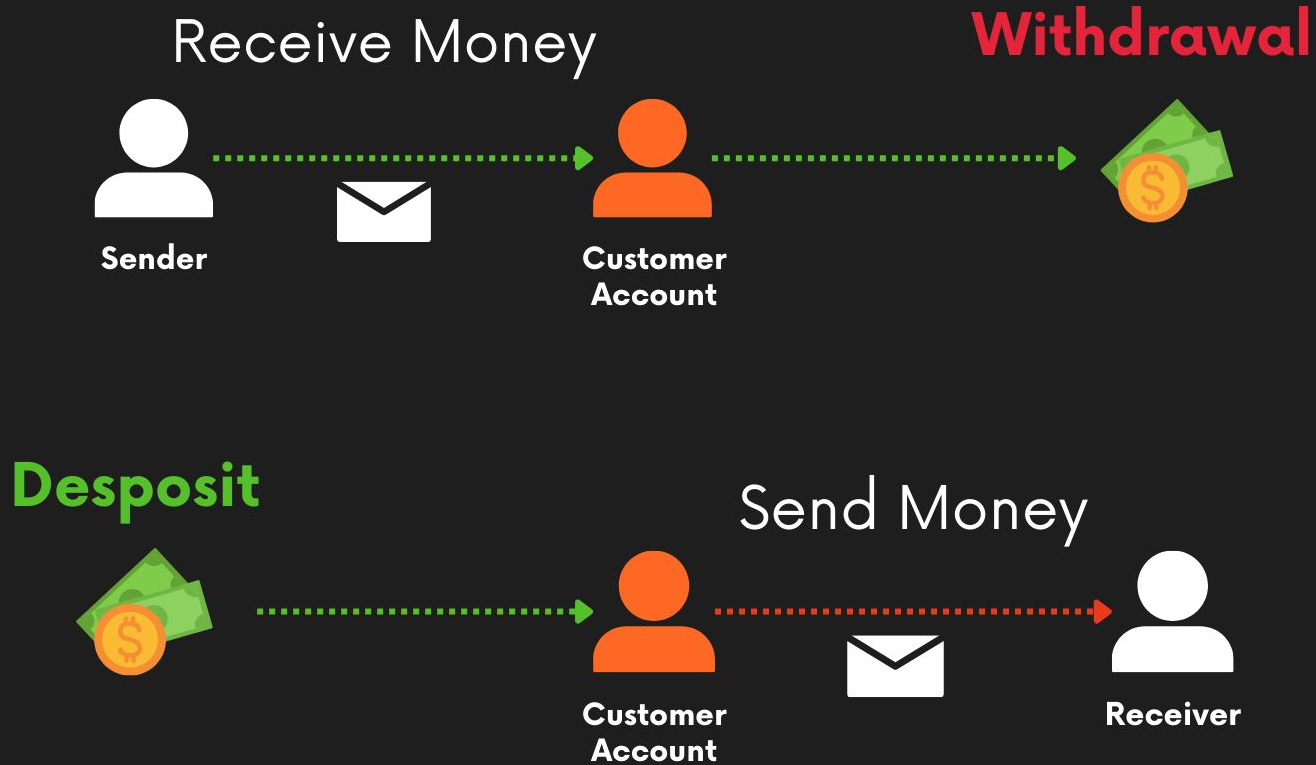 Receive Money
Withdrawal
Sender
Customer
Account
Desposit
Send Money
Customer
Account
Receiver